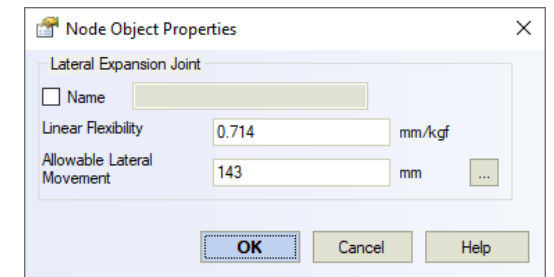 Node Object Properties
Lateral Expansion Joint
Name
Linear Flexibility 0.714 mm/kgf
Allowable Lateral
Movement 143 mm ...
OK Cancel Help